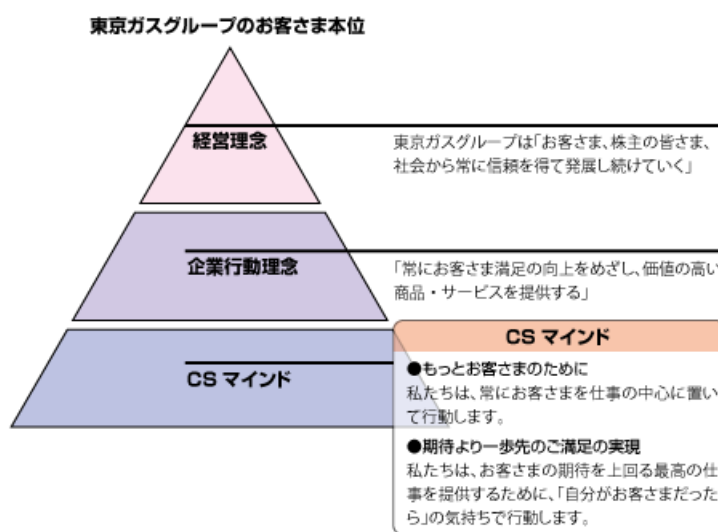 東京ガスグループのお客さま本位
経営理念
東京ガスグループは「お客さま、株主の皆さま、
社会から常に信頼を得て発展し続けていく」
企業行動理念
「常にお客さま満足の向上をめざし、価値の高い
商品・サービスを提供する」
CS マインド
CS マインド
●もっとお客さまのために
私たちは、常にお客さまを仕事の中心に置い
て行動します。
●期待より一歩先のご満足の実現
私たちは、お客さまの期待を上回る最高の仕
事を提供するために、「自分がお客さまだった
ら」の気持ちで行動します。